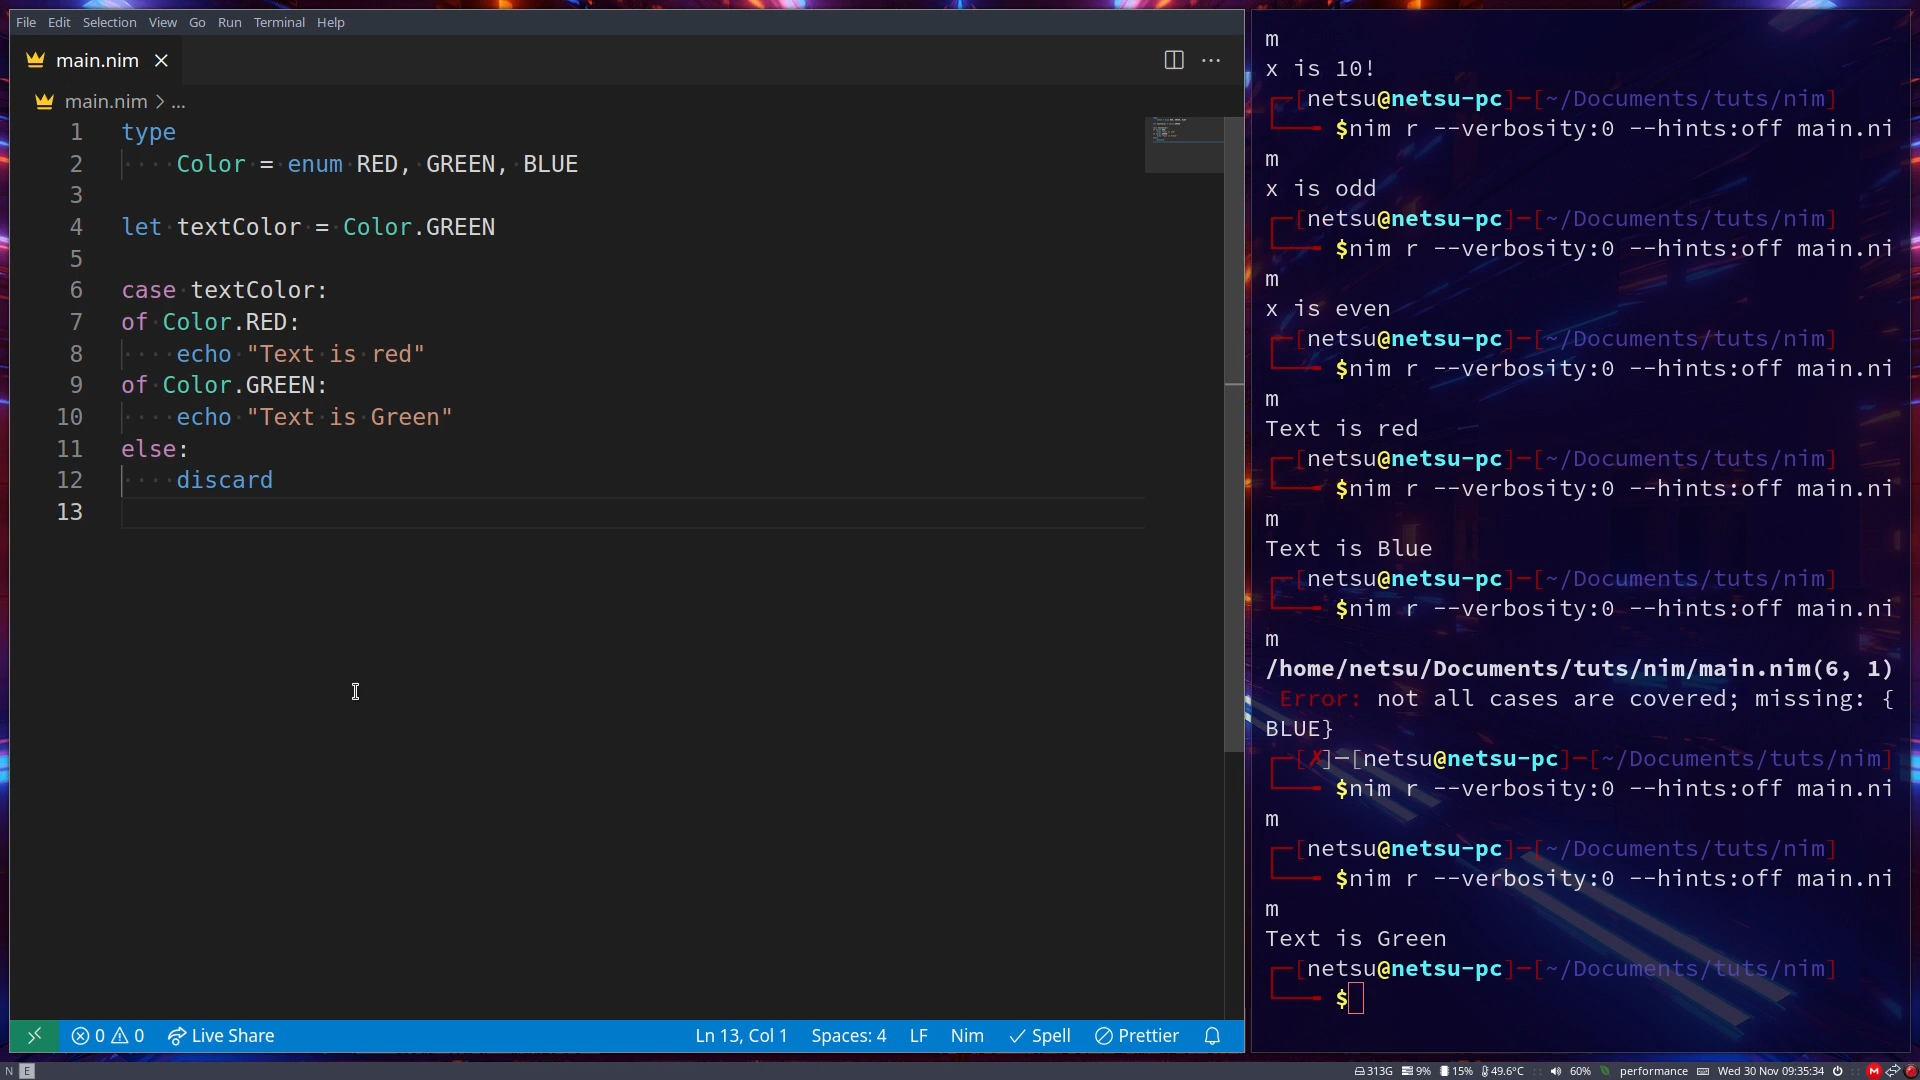 File Edit Selection View Go Run Terminal Help
main.nim
main.nim > ...
1 type
2 ····Color = enum RED, GREEN, BLUE
3
4 let textColor = Color.GREEN
5
6 case textColor:
7 of Color.RED:
8 ····echo "Text is red"
9 of Color.GREEN:
10 ····echo "Text is Green"
11 else:
12 ····discard
13
0 0 Live Share Ln 13, Col 1 Spaces: 4 LF Nim Spell Prettier
m
x is 10!
[netsu@netsu-pc]─[~/Documents/tuts/nim]
$nim r --verbosity:0 --hints:off main.ni
m
x is odd
[netsu@netsu-pc]─[~/Documents/tuts/nim]
$nim r --verbosity:0 --hints:off main.ni
m
x is even
[netsu@netsu-pc]─[~/Documents/tuts/nim]
$nim r --verbosity:0 --hints:off main.ni
m
Text is red
[netsu@netsu-pc]─[~/Documents/tuts/nim]
$nim r --verbosity:0 --hints:off main.ni
m
Text is Blue
[netsu@netsu-pc]─[~/Documents/tuts/nim]
$nim r --verbosity:0 --hints:off main.ni
m
/home/netsu/Documents/tuts/nim/main.nim(6, 1)
Error: not all cases are covered; missing: {
BLUE}
[✗]─[netsu@netsu-pc]─[~/Documents/tuts/nim]
$nim r --verbosity:0 --hints:off main.ni
m
[netsu@netsu-pc]─[~/Documents/tuts/nim]
$nim r --verbosity:0 --hints:off main.ni
m
Text is Green
[netsu@netsu-pc]─[~/Documents/tuts/nim]
$
N E 313G 9% 15% 49.6°C 60% performance Wed 30 Nov 09:35:34 M